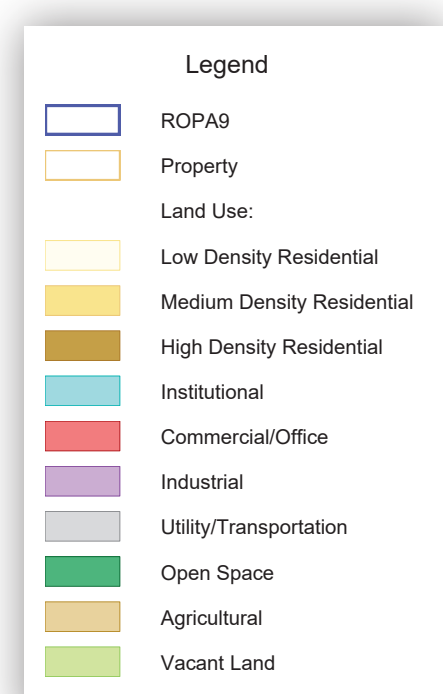 Legend
ROPA9
Property
Land Use:
Low Density Residential
Medium Density Residential
High Density Residential
Institutional
Commercial/Office
Industrial
Utility/Transportation
Open Space
Agricultural
Vacant Land